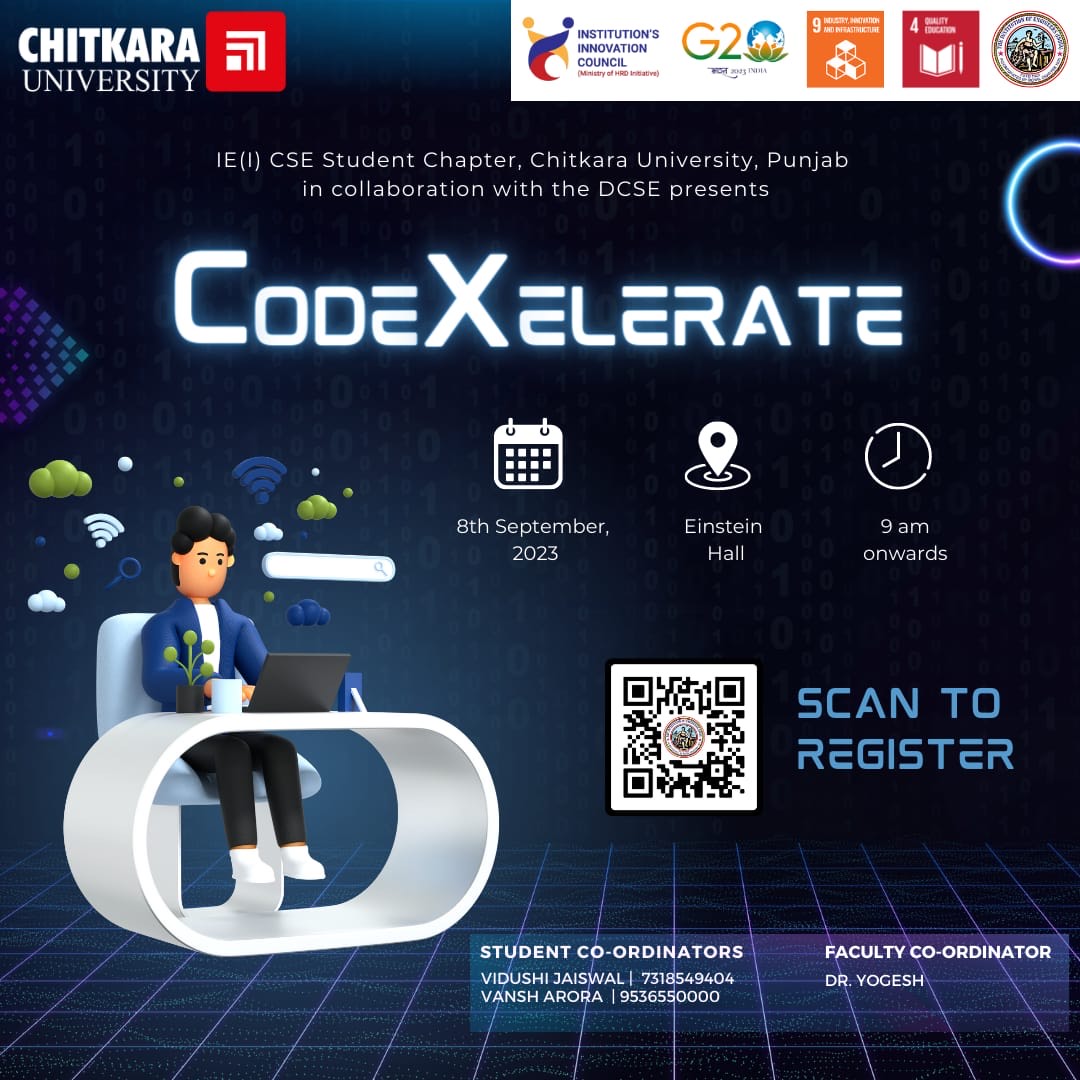 CHITKARA
UNIVERSITY
INSTITUTION'S
INNOVATION
COUNCIL
(Ministry of HRD Initiative)
G20
भारत 2023 INDIA
9 INDUSTRY, INNOVATION
AND INFRASTRUCTURE
4 QUALITY
EDUCATION
IE(I) CSE Student Chapter, Chitkara University, Punjab
in collaboration with the DCSE presents
CODEXELERATE
8th September,
2023
Einstein
Hall
9 am
onwards
SCAN TO
REGISTER
STUDENT CO-ORDINATORS
VIDUSHI JAISWAL | 7318549404
VANSH ARORA | 9536550000
FACULTY CO-ORDINATOR
DR. YOGESH